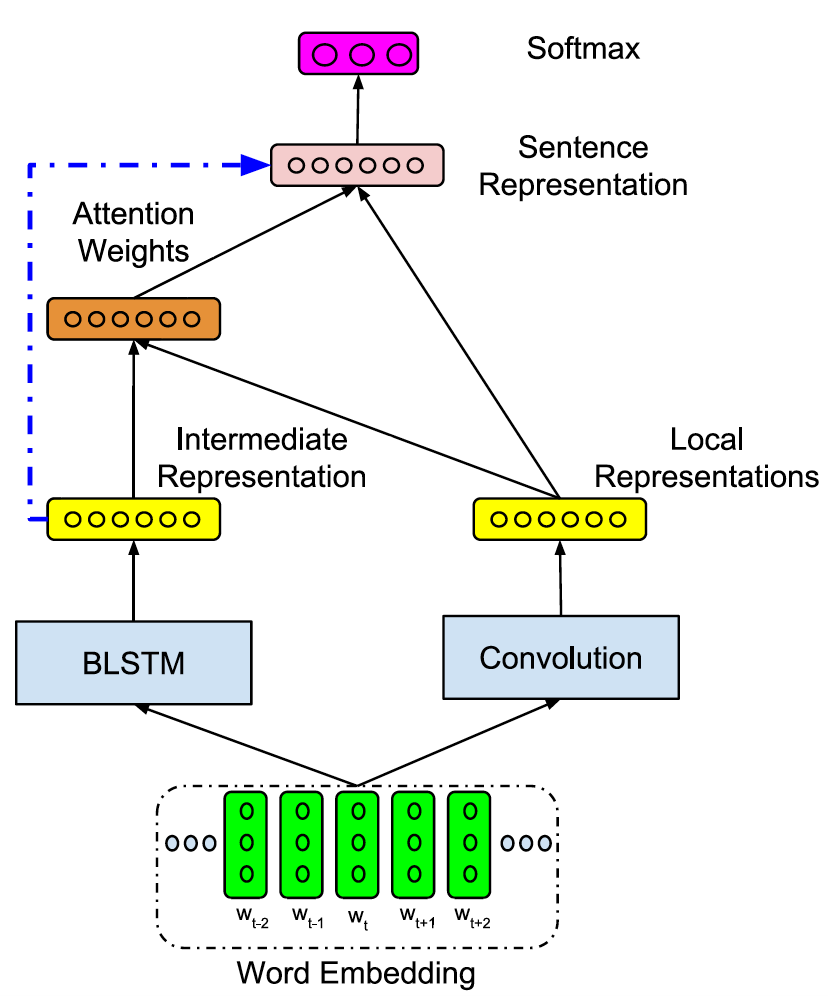 Softmax
Sentence
Representation
Attention
Weights
Intermediate
Representation
Local
Representations
BLSTM
Convolution
w_{t-2} w_{t-1} w_t w_{t+1} w_{t+2}
Word Embedding